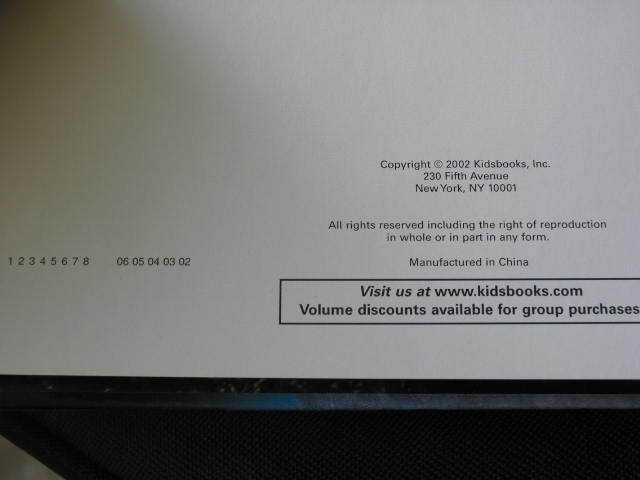 Copyright © 2002 Kidsbooks, Inc.
230 Fifth Avenue
New York, NY 10001
All rights reserved including the right of reproduction
in whole or in part in any form.
1 2 3 4 5 6 7 8 06 05 04 03 02
Manufactured in China
Visit us at www.kidsbooks.com
Volume discounts available for group purchases